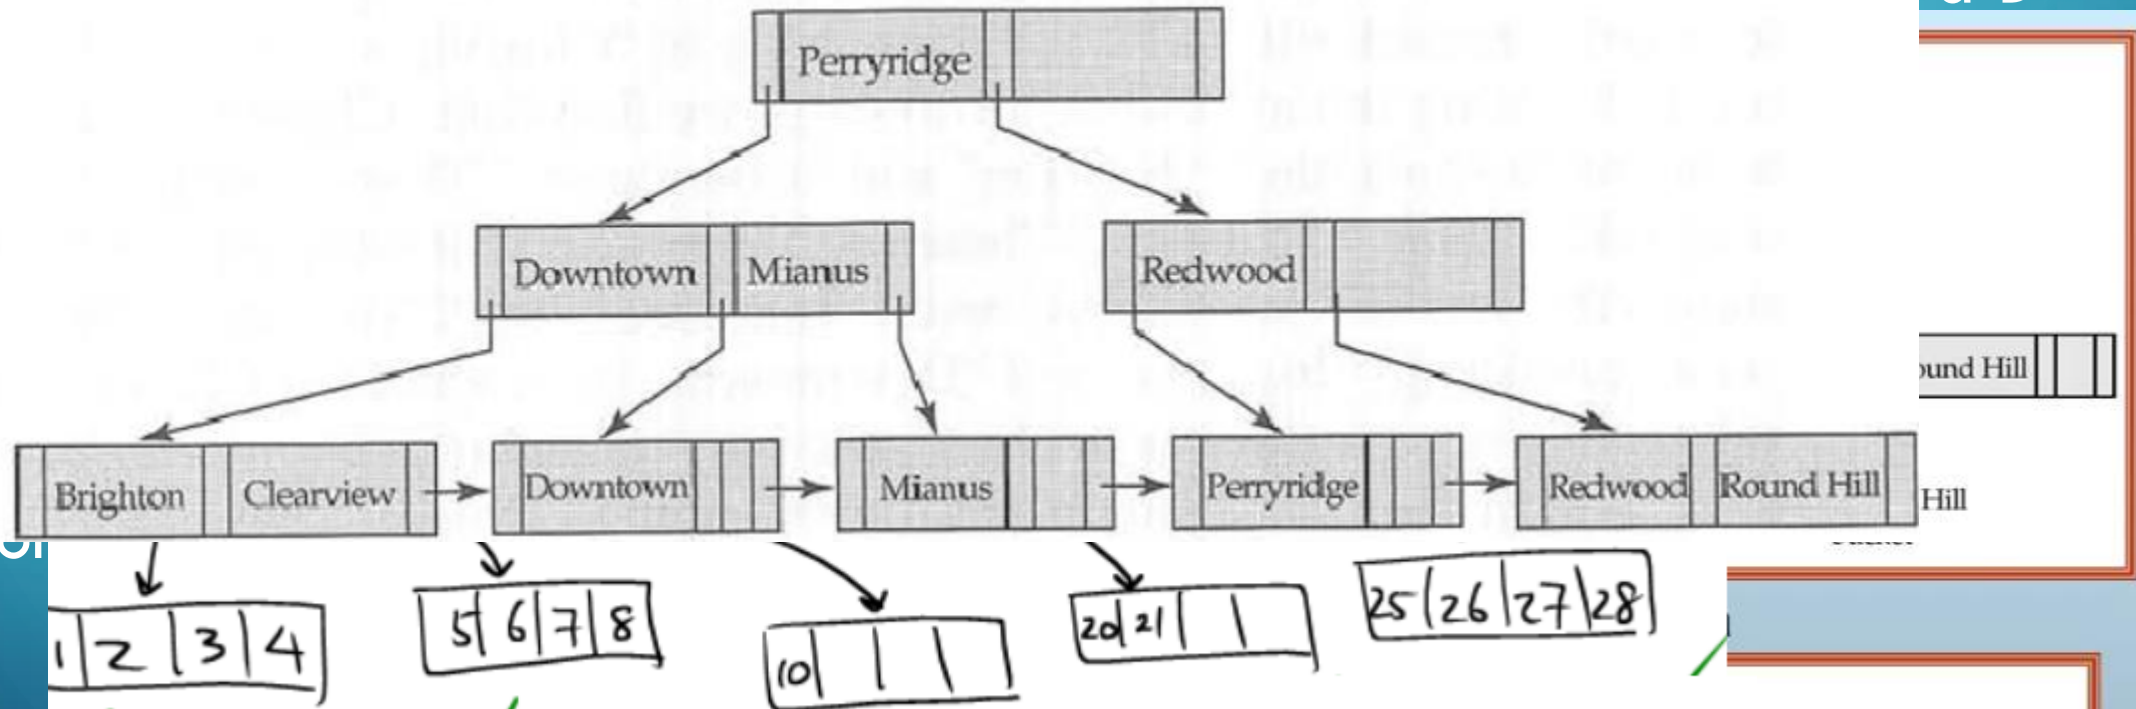 Perryridge
Downtown Mianus
Redwood
ound Hill
Brighton Clearview
Downtown
Mianus
Perryridge
Redwood Round Hill
Hill
1 2 3 4
5 6 7 8
10
20 21
25 26 27 28